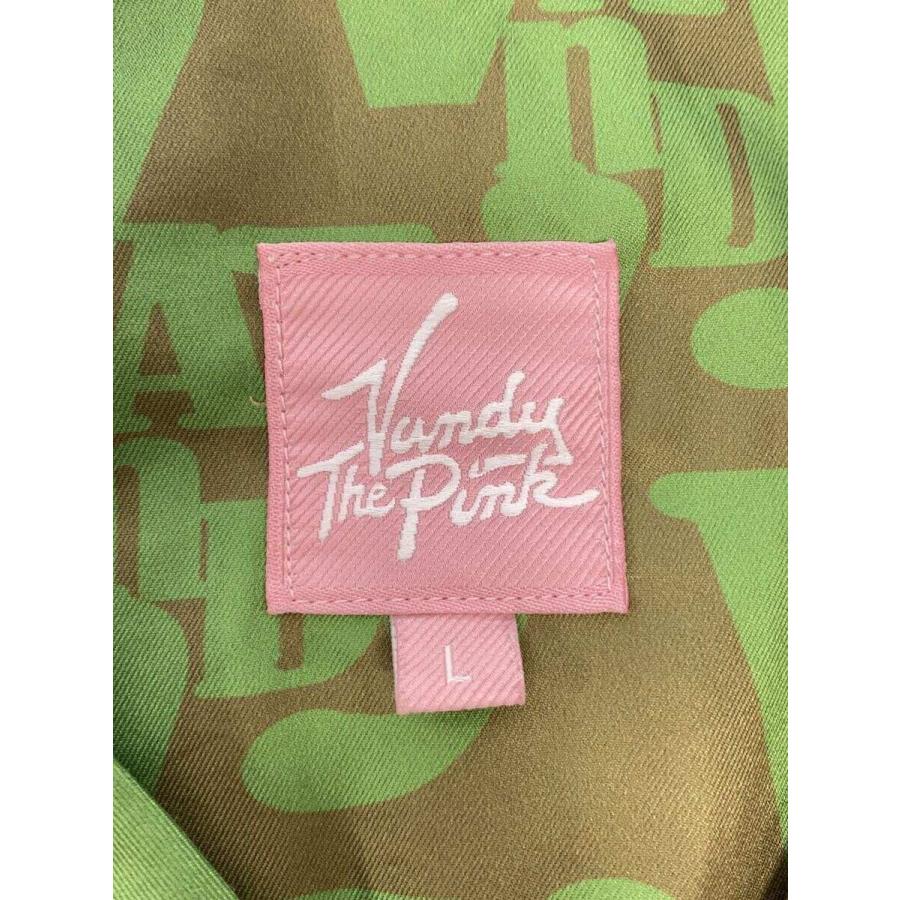 Vandy
The Pink
L